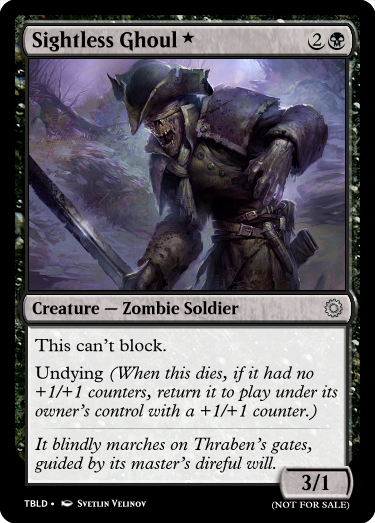 Sightless Ghoul ★ 2
Creature — Zombie Soldier
This can't block.
Undying (When this dies, if it had no
+1/+1 counters, return it to play under its
owner's control with a +1/+1 counter.)
It blindly marches on Thraben's gates,
guided by its master's direful will.
3/1
TBLD • Svetlin Velinov
(NOT FOR SALE)